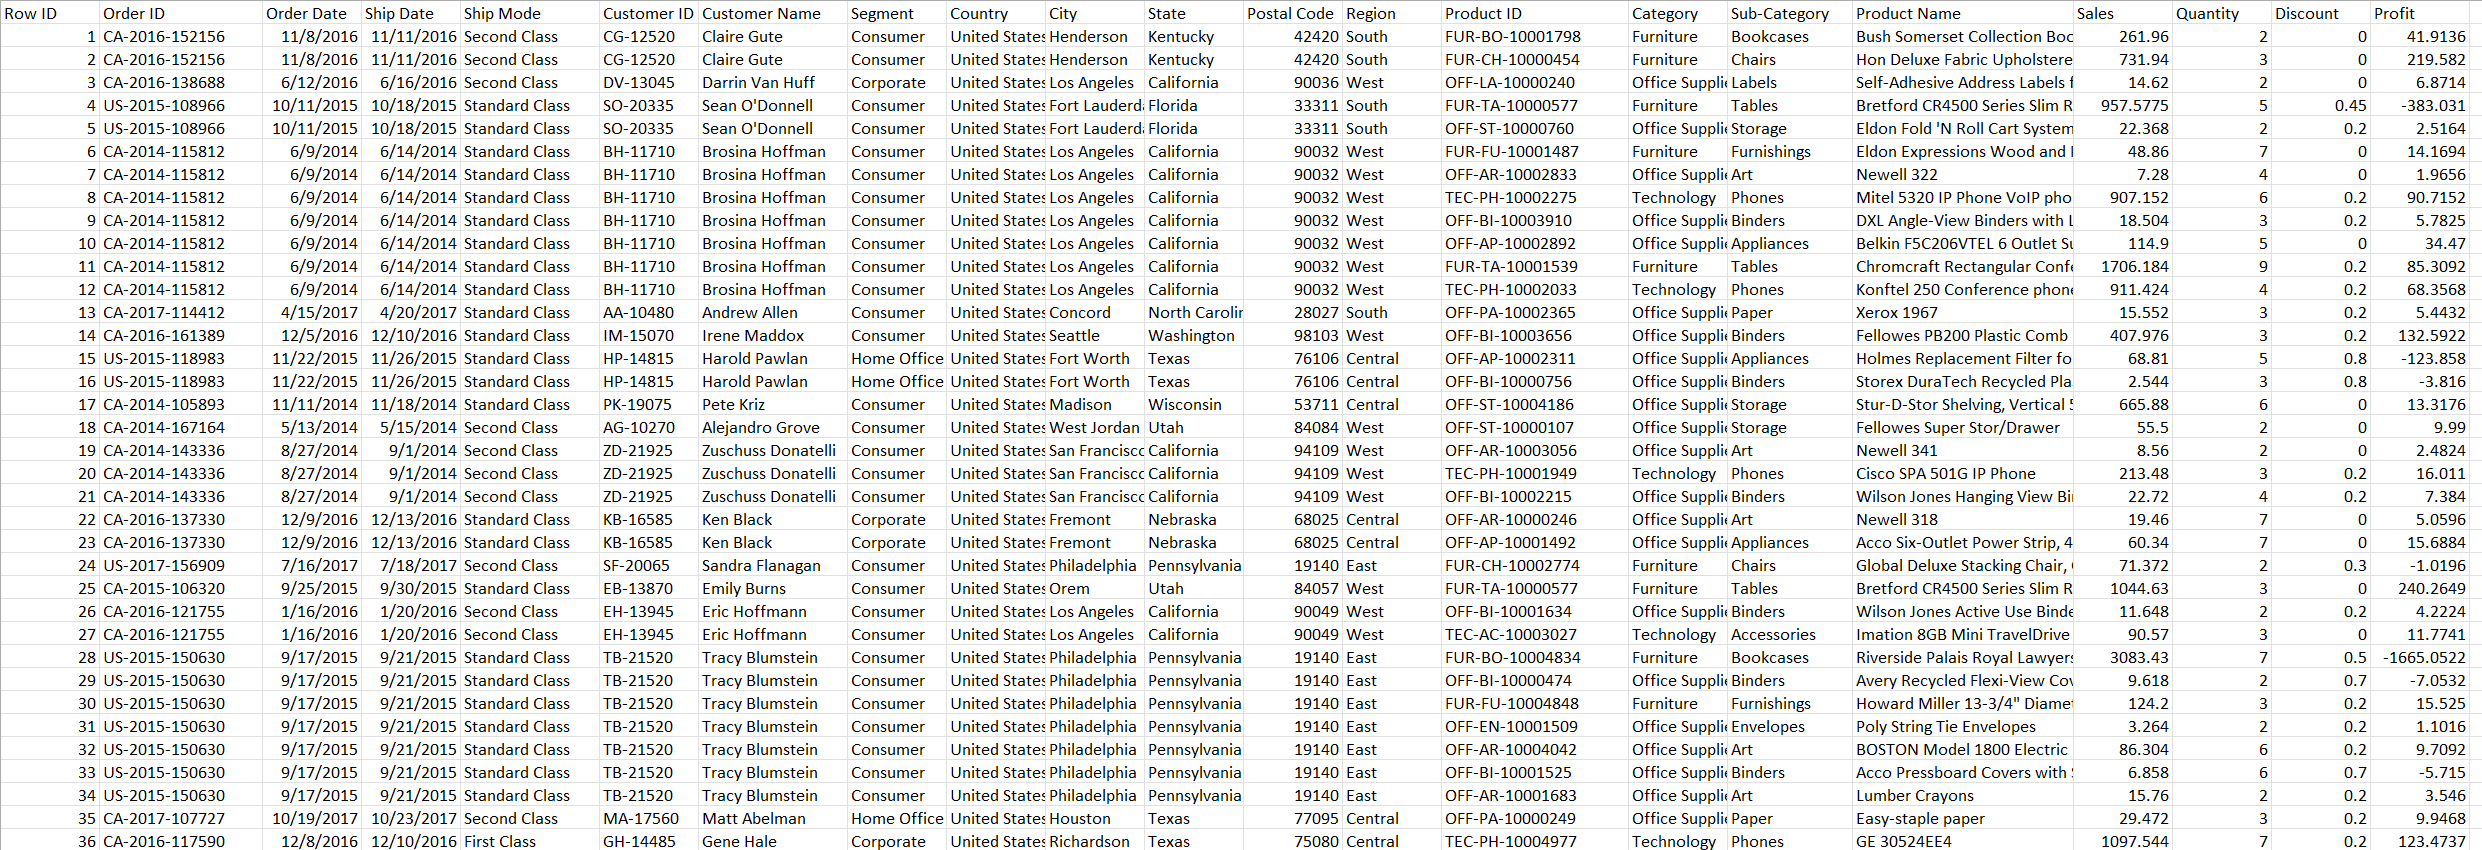 Row ID Order ID Order Date Ship Date Ship Mode Customer ID Customer Name Segment Country City State Postal Code Region Product ID Category Sub-Category Product Name Sales Quantity Discount Profit
1 CA-2016-152156 11/8/2016 11/11/2016 Second Class CG-12520 Claire Gute Consumer United States Henderson Kentucky 42420 South FUR-BO-10001798 Furniture Bookcases Bush Somerset Collection Boo 261.96 2 0 41.9136
2 CA-2016-152156 11/8/2016 11/11/2016 Second Class CG-12520 Claire Gute Consumer United States Henderson Kentucky 42420 South FUR-CH-10000454 Furniture Chairs Hon Deluxe Fabric Upholstere 731.94 3 0 219.582
3 CA-2016-138688 6/12/2016 6/16/2016 Second Class DV-13045 Darrin Van Huff Corporate United States Los Angeles California 90036 West OFF-LA-10000240 Office Suppli Labels Self-Adhesive Address Labels f 14.62 2 0 6.8714
4 US-2015-108966 10/11/2015 10/18/2015 Standard Class SO-20335 Sean O'Donnell Consumer United States Fort Lauderd Florida 33311 South FUR-TA-10000577 Furniture Tables Bretford CR4500 Series Slim R 957.5775 5 0.45 -383.031
5 US-2015-108966 10/11/2015 10/18/2015 Standard Class SO-20335 Sean O'Donnell Consumer United States Fort Lauderd Florida 33311 South OFF-ST-10000760 Office Suppli Storage Eldon Fold 'N Roll Cart System 22.368 2 0.2 2.5164
6 CA-2014-115812 6/9/2014 6/14/2014 Standard Class BH-11710 Brosina Hoffman Consumer United States Los Angeles California 90032 West FUR-FU-10001487 Furniture Furnishings Eldon Expressions Wood and 48.86 7 0 14.1694
7 CA-2014-115812 6/9/2014 6/14/2014 Standard Class BH-11710 Brosina Hoffman Consumer United States Los Angeles California 90032 West OFF-AR-10002833 Office Suppli Art Newell 322 7.28 4 0 1.9656
8 CA-2014-115812 6/9/2014 6/14/2014 Standard Class BH-11710 Brosina Hoffman Consumer United States Los Angeles California 90032 West TEC-PH-10002275 Technology Phones Mitel 5320 IP Phone VoIP pho 907.152 6 0.2 90.7152
9 CA-2014-115812 6/9/2014 6/14/2014 Standard Class BH-11710 Brosina Hoffman Consumer United States Los Angeles California 90032 West OFF-BI-10003910 Office Suppli Binders DXL Angle-View Binders with L 18.504 3 0.2 5.7825
10 CA-2014-115812 6/9/2014 6/14/2014 Standard Class BH-11710 Brosina Hoffman Consumer United States Los Angeles California 90032 West OFF-AP-10002892 Office Suppli Appliances Belkin F5C206VTEL 6 Outlet Su 114.9 5 0 34.47
11 CA-2014-115812 6/9/2014 6/14/2014 Standard Class BH-11710 Brosina Hoffman Consumer United States Los Angeles California 90032 West FUR-TA-10001539 Furniture Tables Chromcraft Rectangular Confe 1706.184 9 0.2 85.3092
12 CA-2014-115812 6/9/2014 6/14/2014 Standard Class BH-11710 Brosina Hoffman Consumer United States Los Angeles California 90032 West TEC-PH-10002033 Technology Phones Konftel 250 Conference phon 911.424 4 0.2 68.3568
13 CA-2017-114412 4/15/2017 4/20/2017 Standard Class AA-10480 Andrew Allen Consumer United States Concord North Carolin 28027 South OFF-PA-10002365 Office Suppli Paper Xerox 1967 15.552 3 0.2 5.4432
14 CA-2016-161389 12/5/2016 12/10/2016 Standard Class IM-15070 Irene Maddox Consumer United States Seattle Washington 98103 West OFF-BI-10003656 Office Suppli Binders Fellowes PB200 Plastic Comb 407.976 3 0.2 132.5922
15 US-2015-118983 11/22/2015 11/26/2015 Standard Class HP-14815 Harold Pawlan Home Office United States Fort Worth Texas 76106 Central OFF-AP-10002311 Office Suppli Appliances Holmes Replacement Filter fo 68.81 5 0.8 -123.858
16 US-2015-118983 11/22/2015 11/26/2015 Standard Class HP-14815 Harold Pawlan Home Office United States Fort Worth Texas 76106 Central OFF-BI-10000756 Office Suppli Binders Storex DuraTech Recycled Pla 2.544 3 0.8 -3.816
17 CA-2014-105893 11/11/2014 11/18/2014 Standard Class PK-19075 Pete Kriz Consumer United States Madison Wisconsin 53711 Central OFF-ST-10004186 Office Suppli Storage Stur-D-Stor Shelving, Vertical 5 665.88 6 0 13.3176
18 CA-2014-167164 5/13/2014 5/15/2014 Second Class AG-10270 Alejandro Grove Consumer United States West Jordan Utah 84084 West OFF-ST-10000107 Office Suppli Storage Fellowes Super Stor/Drawer 55.5 2 0 9.99
19 CA-2014-143336 8/27/2014 9/1/2014 Second Class ZD-21925 Zuschuss Donatelli Consumer United States San Francisco California 94109 West OFF-AR-10003056 Office Suppli Art Newell 341 8.56 2 0 2.4824
20 CA-2014-143336 8/27/2014 9/1/2014 Second Class ZD-21925 Zuschuss Donatelli Consumer United States San Francisco California 94109 West TEC-PH-10001949 Technology Phones Cisco SPA 501G IP Phone 213.48 3 0.2 16.011
21 CA-2014-143336 8/27/2014 9/1/2014 Second Class ZD-21925 Zuschuss Donatelli Consumer United States San Francisco California 94109 West OFF-BI-10002215 Office Suppli Binders Wilson Jones Hanging View Bi 22.72 4 0.2 7.384
22 CA-2016-137330 12/9/2016 12/13/2016 Standard Class KB-16585 Ken Black Corporate United States Fremont Nebraska 68025 Central OFF-AR-10000246 Office Suppli Art Newell 318 19.46 7 0 5.0596
23 CA-2016-137330 12/9/2016 12/13/2016 Standard Class KB-16585 Ken Black Corporate United States Fremont Nebraska 68025 Central OFF-AP-10001492 Office Suppli Appliances Acco Six-Outlet Power Strip, 4 60.34 7 0 15.6884
24 US-2017-156909 7/16/2017 7/18/2017 Second Class SF-20065 Sandra Flanagan Consumer United States Philadelphia Pennsylvania 19140 East FUR-CH-10002774 Furniture Chairs Global Deluxe Stacking Chair, 71.372 2 0.3 -1.0196
25 CA-2015-106320 9/25/2015 9/30/2015 Standard Class EB-13870 Emily Burns Consumer United States Orem Utah 84057 West FUR-TA-10000577 Furniture Tables Bretford CR4500 Series Slim R 1044.63 3 0 240.2649
26 CA-2016-121755 1/16/2016 1/20/2016 Second Class EH-13945 Eric Hoffmann Consumer United States Los Angeles California 90049 West OFF-BI-10001634 Office Suppli Binders Wilson Jones Active Use Binde 11.648 2 0.2 4.2224
27 CA-2016-121755 1/16/2016 1/20/2016 Second Class EH-13945 Eric Hoffmann Consumer United States Los Angeles California 90049 West TEC-AC-10003027 Technology Accessories Imation 8GB Mini TravelDrive 90.57 3 0 11.7741
28 US-2015-150630 9/17/2015 9/21/2015 Standard Class TB-21520 Tracy Blumstein Consumer United States Philadelphia Pennsylvania 19140 East FUR-BO-10004834 Furniture Bookcases Riverside Palais Royal Lawyers 3083.43 7 0.5 -1665.0522
29 US-2015-150630 9/17/2015 9/21/2015 Standard Class TB-21520 Tracy Blumstein Consumer United States Philadelphia Pennsylvania 19140 East OFF-BI-10000474 Office Suppli Binders Avery Recycled Flexi-View Cov 9.618 2 0.7 -7.0532
30 US-2015-150630 9/17/2015 9/21/2015 Standard Class TB-21520 Tracy Blumstein Consumer United States Philadelphia Pennsylvania 19140 East FUR-FU-10004848 Furniture Furnishings Howard Miller 13-3/4" Diame 124.2 3 0.2 15.525
31 US-2015-150630 9/17/2015 9/21/2015 Standard Class TB-21520 Tracy Blumstein Consumer United States Philadelphia Pennsylvania 19140 East OFF-EN-10001509 Office Suppli Envelopes Poly String Tie Envelopes 3.264 2 0.2 1.1016
32 US-2015-150630 9/17/2015 9/21/2015 Standard Class TB-21520 Tracy Blumstein Consumer United States Philadelphia Pennsylvania 19140 East OFF-AR-10004042 Office Suppli Art BOSTON Model 1800 Electric 86.304 6 0.2 9.7092
33 US-2015-150630 9/17/2015 9/21/2015 Standard Class TB-21520 Tracy Blumstein Consumer United States Philadelphia Pennsylvania 19140 East OFF-BI-10001525 Office Suppli Binders Acco Pressboard Covers with 6.858 6 0.7 -5.715
34 US-2015-150630 9/17/2015 9/21/2015 Standard Class TB-21520 Tracy Blumstein Consumer United States Philadelphia Pennsylvania 19140 East OFF-AR-10001683 Office Suppli Art Lumber Crayons 15.76 2 0.2 3.546
35 CA-2017-107727 10/19/2017 10/23/2017 Second Class MA-17560 Matt Abelman Home Office United States Houston Texas 77095 Central OFF-PA-10000249 Office Suppli Paper Easy-staple paper 29.472 3 0.2 9.9468
36 CA-2016-117590 12/8/2016 12/10/2016 First Class GH-14485 Gene Hale Corporate United States Richardson Texas 75080 Central TEC-PH-10004977 Technology Phones GE 30524EE4 1097.544 7 0.2 123.4737